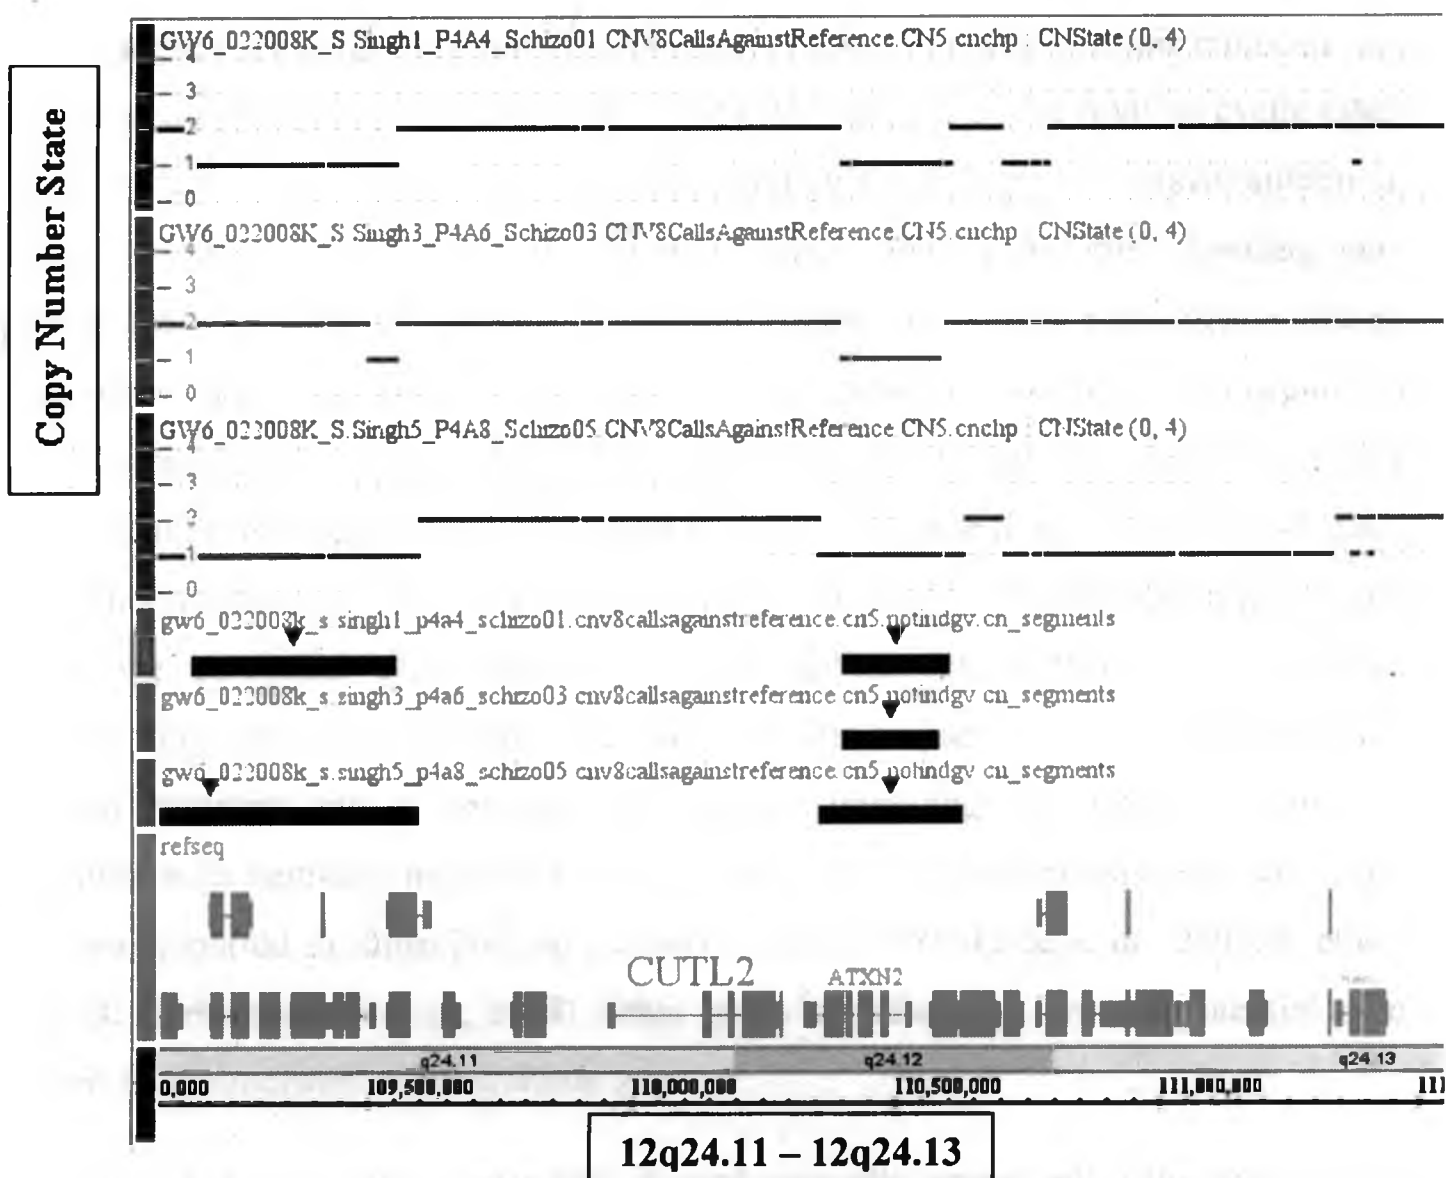 Copy Number State
GW6_022008K_S.Singh1_P4A4_Schizo01.CNV8CallsAgainstReference.CN5.cnchp : CNState (0, 4)
4
3
2
1
0
GW6_022008K_S.Singh3_P4A6_Schizo03.CNV8CallsAgainstReference.CN5.cnchp : CNState (0, 4)
4
3
2
1
0
GW6_022008K_S.Singh5_P4A8_Schizo05.CNV8CallsAgainstReference.CN5.cnchp : CNState (0, 4)
4
3
2
1
0
gw6_022008k_s.singh1_p4a4_schizo01.cnv8callsagainstreference.cn5.notindgv.cn_segments
gw6_022008k_s.singh3_p4a6_schizo03.cnv8callsagainstreference.cn5.notindgv.cn_segments
gw6_022008k_s.singh5_p4a8_schizo05.cnv8callsagainstreference.cn5.notindgv.cn_segments
refseq
CUTL2 ATXN2
q24.11 q24.12 q24.13
0,000 109,500,000 110,000,000 110,500,000 111,000,000 111
12q24.11 – 12q24.13